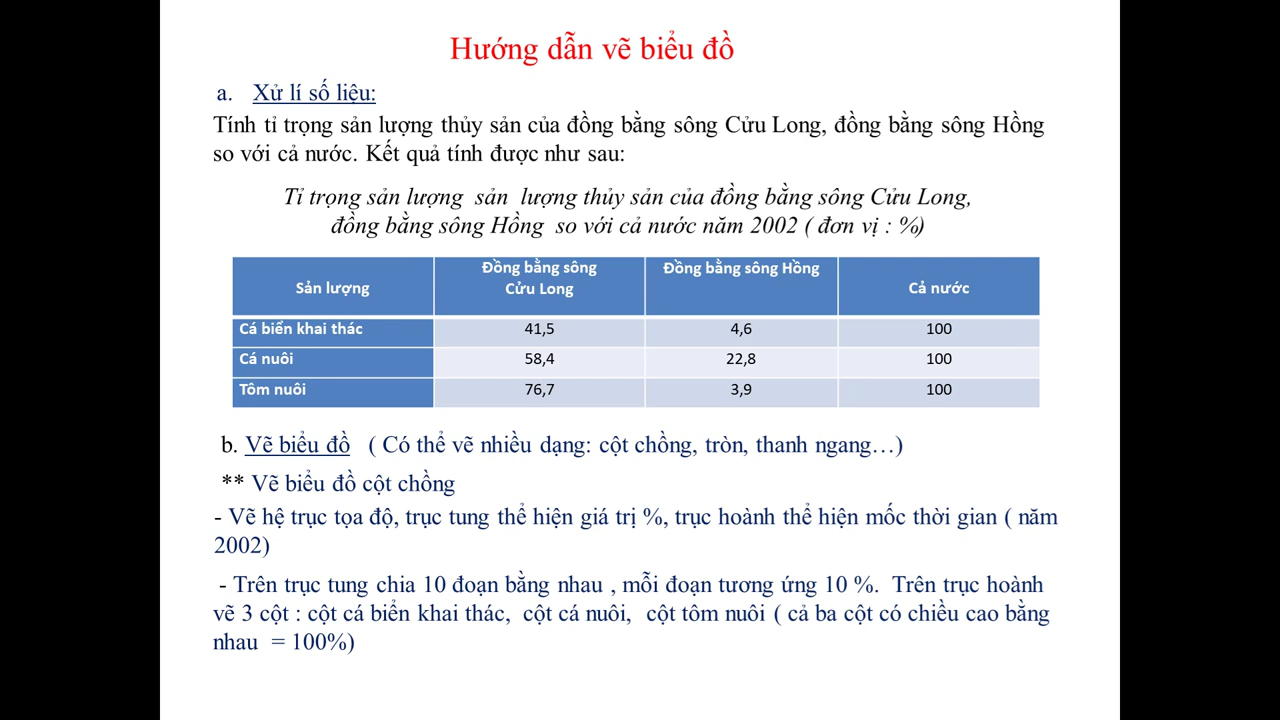 Hướng dẫn vẽ biểu đồ
a. Xử lí số liệu:
Tính tỉ trọng sản lượng thủy sản của đồng bằng sông Cửu Long, đồng bằng sông Hồng
so với cả nước. Kết quả tính được như sau:
Tỉ trọng sản lượng sản lượng thủy sản của đồng bằng sông Cửu Long,
đồng bằng sông Hồng so với cả nước năm 2002 ( đơn vị : %)
Sản lượng
Đồng bằng sông
Cửu Long
Đồng bằng sông Hồng
Cả nước
Cá biển khai thác 41,5 4,6 100
Cá nuôi 58,4 22,8 100
Tôm nuôi 76,7 3,9 100
b. Vẽ biểu đồ ( Có thể vẽ nhiều dạng: cột chồng, tròn, thanh ngang…)
** Vẽ biểu đồ cột chồng
- Vẽ hệ trục tọa độ, trục tung thể hiện giá trị %, trục hoành thể hiện mốc thời gian ( năm
2002)
- Trên trục tung chia 10 đoạn bằng nhau , mỗi đoạn tương ứng 10 %. Trên trục hoành
vẽ 3 cột : cột cá biển khai thác, cột cá nuôi, cột tôm nuôi ( cả ba cột có chiều cao bằng
nhau = 100%)